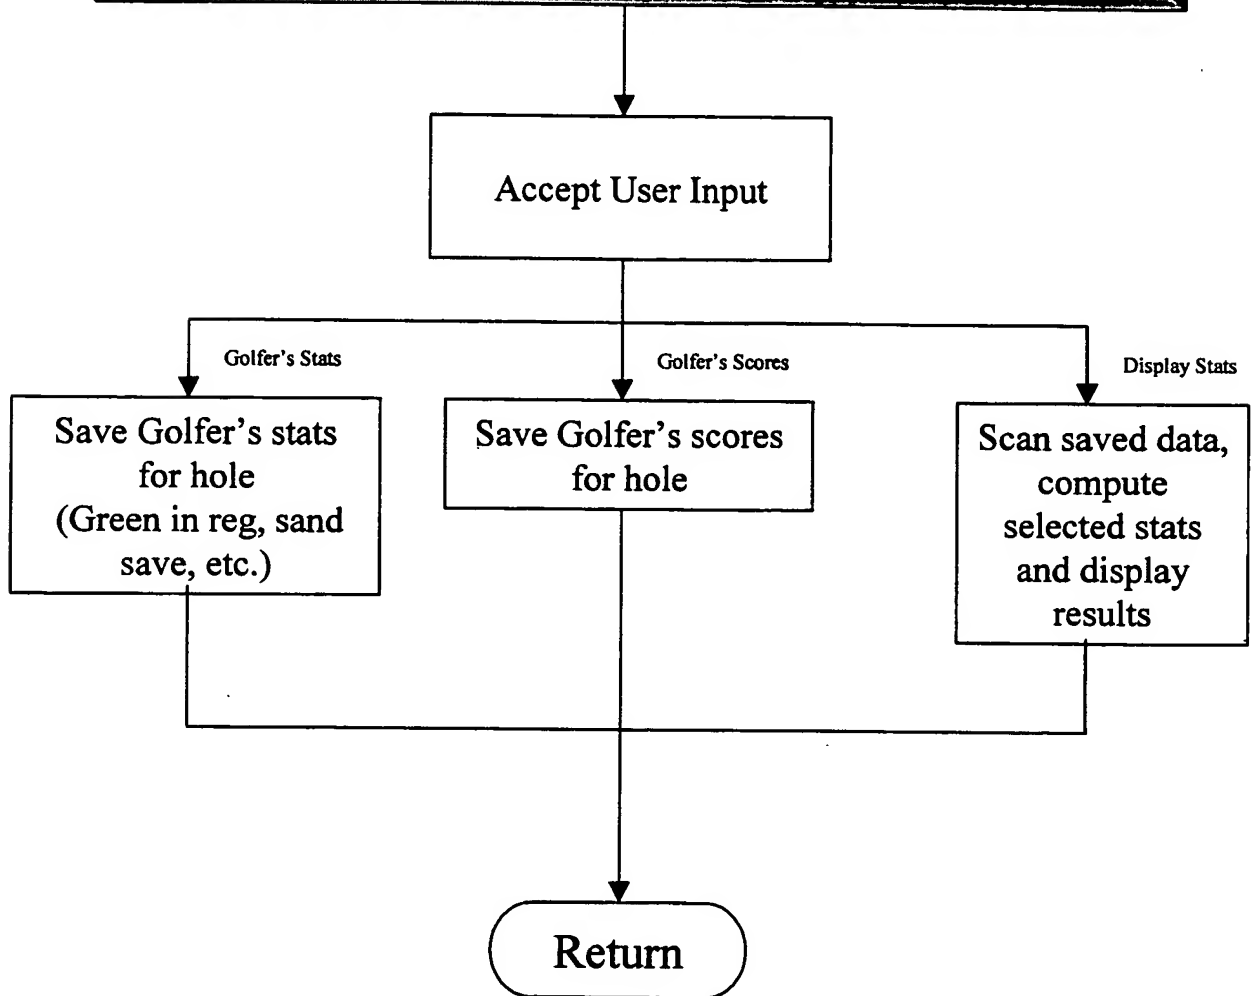 Accept User Input
Golfer's Stats
Golfer's Scores
Display Stats
Save Golfer's stats
for hole
(Green in reg, sand
save, etc.)
Save Golfer's scores
for hole
Scan saved data,
compute
selected stats
and display
results
Return